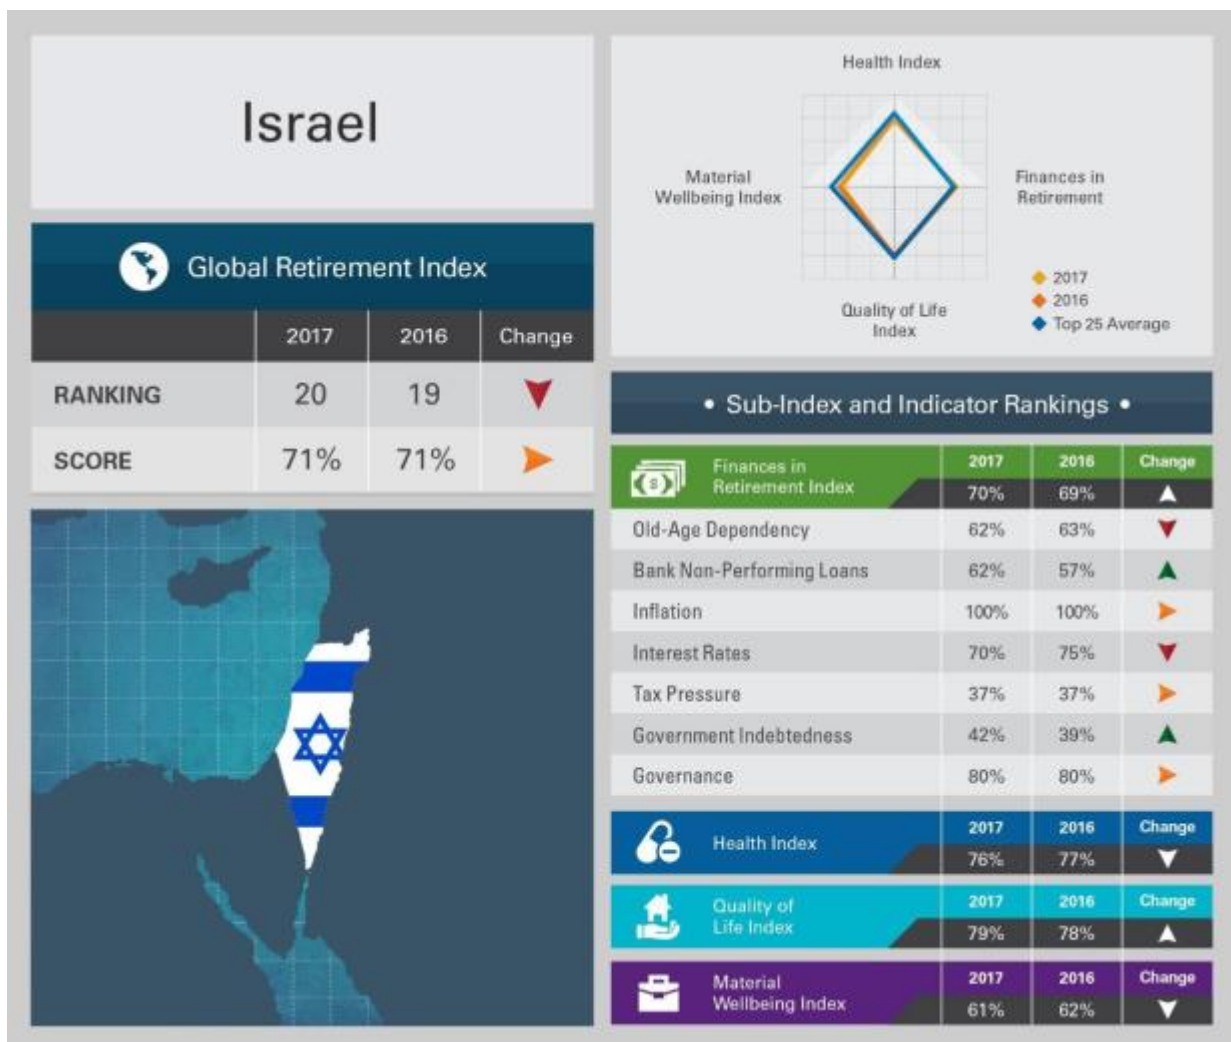 Israel
Global Retirement Index
2017 2016 Change
RANKING 20 19
SCORE 71% 71%
Health Index
Material
Wellbeing Index
Finances in
Retirement
Quality of Life
Index
2017
2016
Top 25 Average
• Sub-Index and Indicator Rankings •
Finances in
Retirement Index
2017 2016 Change
70% 69%
Old-Age Dependency 62% 63%
Bank Non-Performing Loans 62% 57%
Inflation 100% 100%
Interest Rates 70% 75%
Tax Pressure 37% 37%
Government Indebtedness 42% 39%
Governance 80% 80%
Health Index
2017 2016 Change
76% 77%
Quality of
Life Index
2017 2016 Change
79% 78%
Material
Wellbeing Index
2017 2016 Change
61% 62%